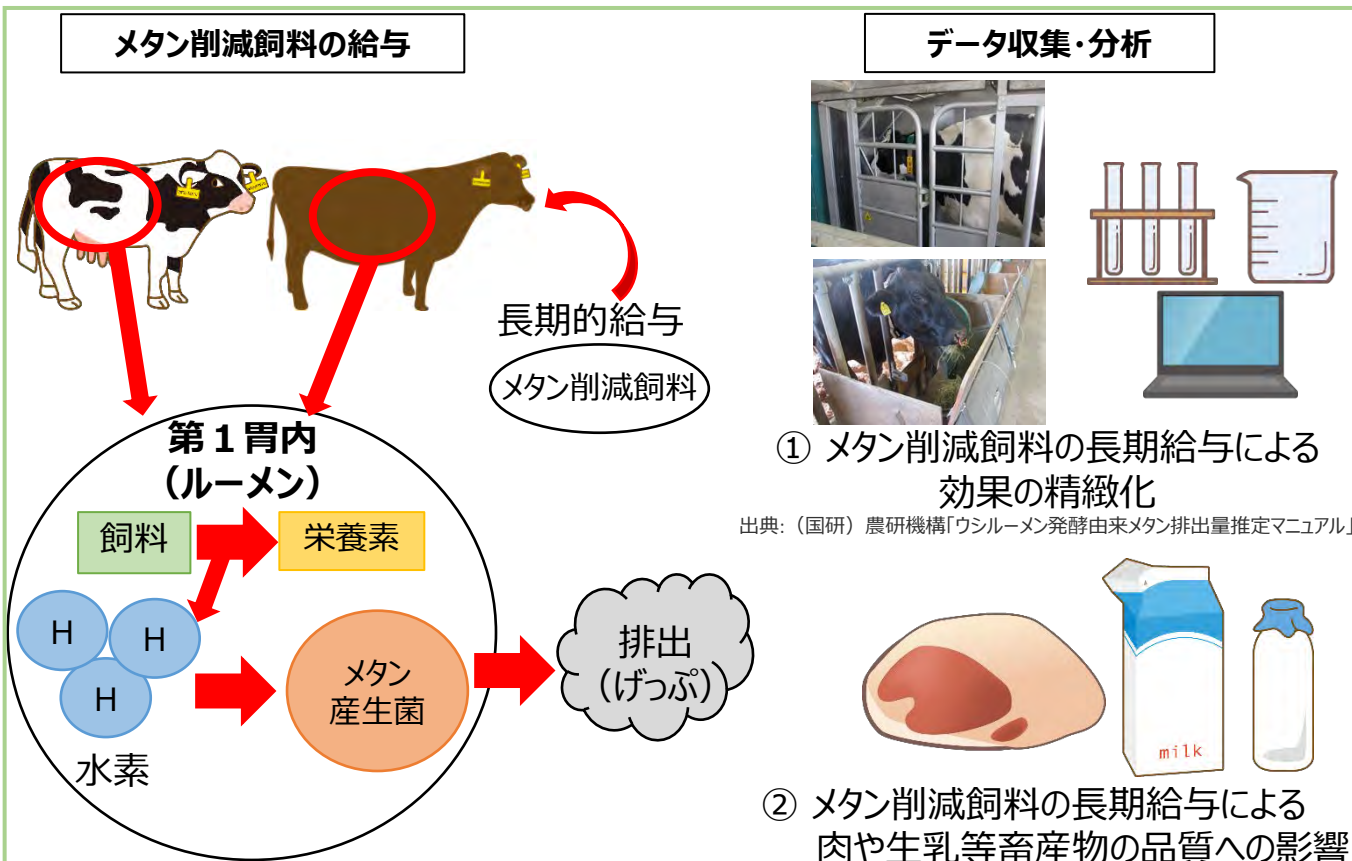 メタン削減飼料の給与
長期的給与
メタン削減飼料
第1胃内
(ルーメン)
飼料
栄養素
H
H
H
水素
メタン
産生菌
排出
(げっぷ)
データ収集・分析
① メタン削減飼料の長期給与による
効果の精緻化
出典:(国研)農研機構「ウシルーメン発酵由来メタン排出量推定マニュアル」
milk
② メタン削減飼料の長期給与による
肉や生乳等畜産物の品質への影響